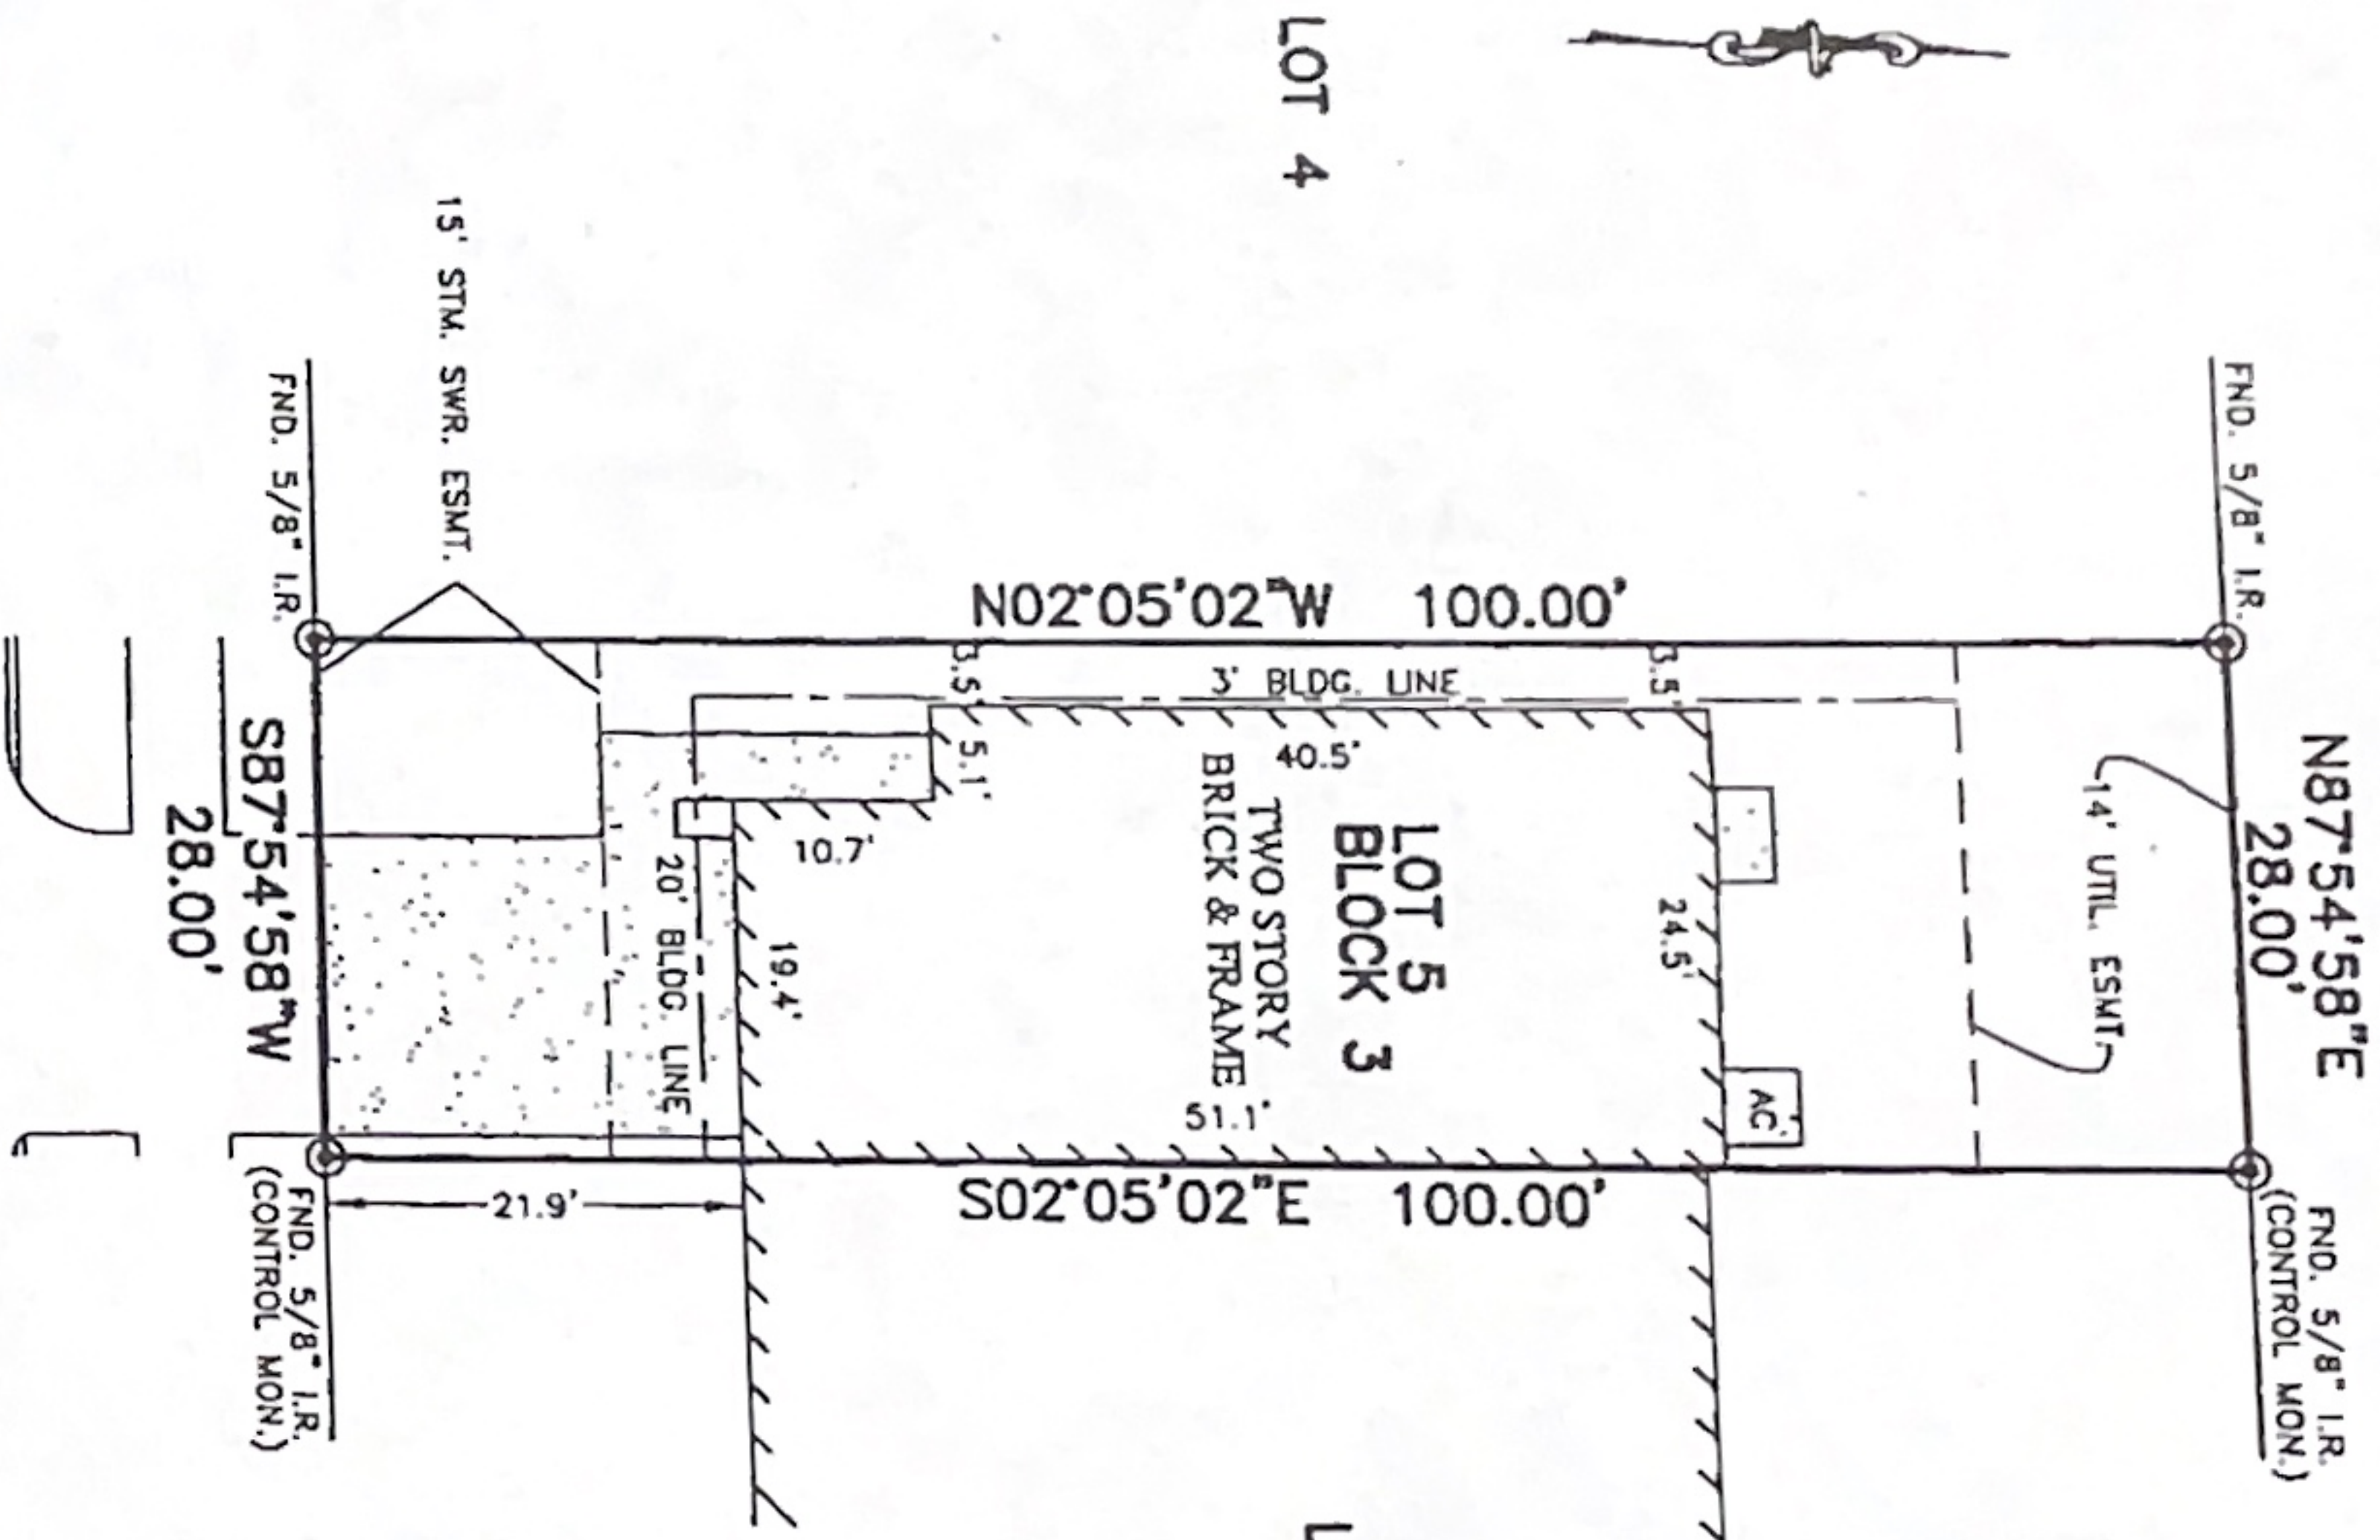 LOT 4
15' STM. SWR. ESMT.
FND. 5/8" I.R.
FND. 5/8" I.R.
N02°05'02"W 100.00'
3.5'
3' BLDG. LINE
3.5'
5.1'
40.5'
10.7'
LOT 5
BLOCK 3
TWO STORY
BRICK & FRAME
24.5'
19.4'
51.1'
20' BLDG. LINE
AC
14' UTIL. ESMT.
N87°54'58"E
28.00'
S87°54'58"W
28.00'
21.9'
S02°05'02"E 100.00'
FND. 5/8" I.R.
(CONTROL MON.)
FND. 5/8" I.R.
(CONTROL MON.)
L